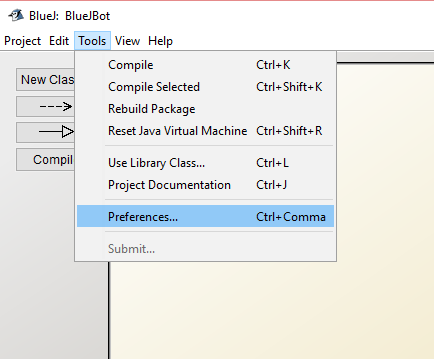 BlueJ: BlueJBot
Project Edit Tools View Help
New Clas
Compil
Compile Ctrl+K
Compile Selected Ctrl+Shift+K
Rebuild Package
Reset Java Virtual Machine Ctrl+Shift+R
Use Library Class... Ctrl+L
Project Documentation Ctrl+J
Preferences... Ctrl+Comma
Submit...